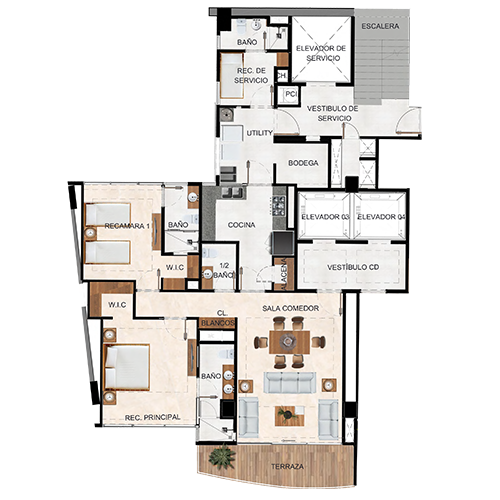 ESCALERA
BAÑO
ELEVADOR DE
SERVICIO
REC. DE
SERVICIO
CH.
PCI
VESTIBULO DE
SERVICIO
UTILITY
BODEGA
RECAMARA 1
BAÑO
COCINA
ELEVADOR 03
ELEVADOR 04
W.I.C
1/2
BAÑO
ALACENA
VESTÍBULO CD
W.I.C
CL.
BLANCOS
SALA COMEDOR
BAÑO
REC. PRINCIPAL
TERRAZA